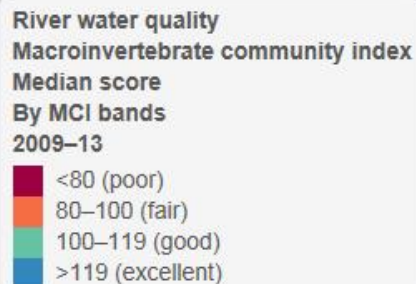 River water quality
Macroinvertebrate community index
Median score
By MCI bands
2009–13
<80 (poor)
80–100 (fair)
100–119 (good)
>119 (excellent)